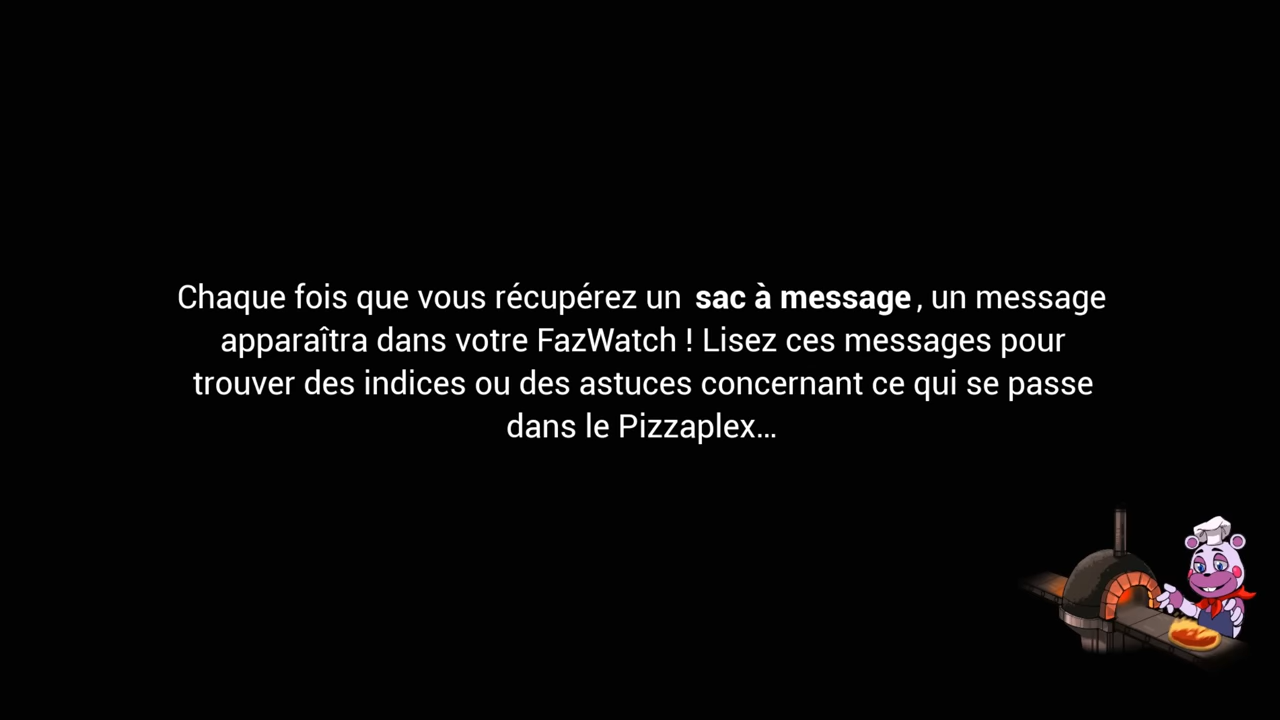 Chaque fois que vous récupérez un sac à message, un message
apparaîtra dans votre FazWatch ! Lisez ces messages pour
trouver des indices ou des astuces concernant ce qui se passe
dans le Pizzaplex…